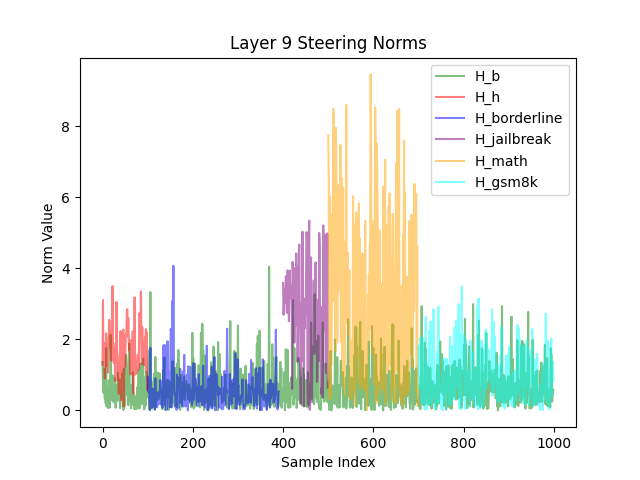 Layer 9 Steering Norms
H_b
H_h
H_borderline
H_jailbreak
H_math
H_gsm8k
Norm Value
8
6
4
2
0
0 200 400 600 800 1000
Sample Index